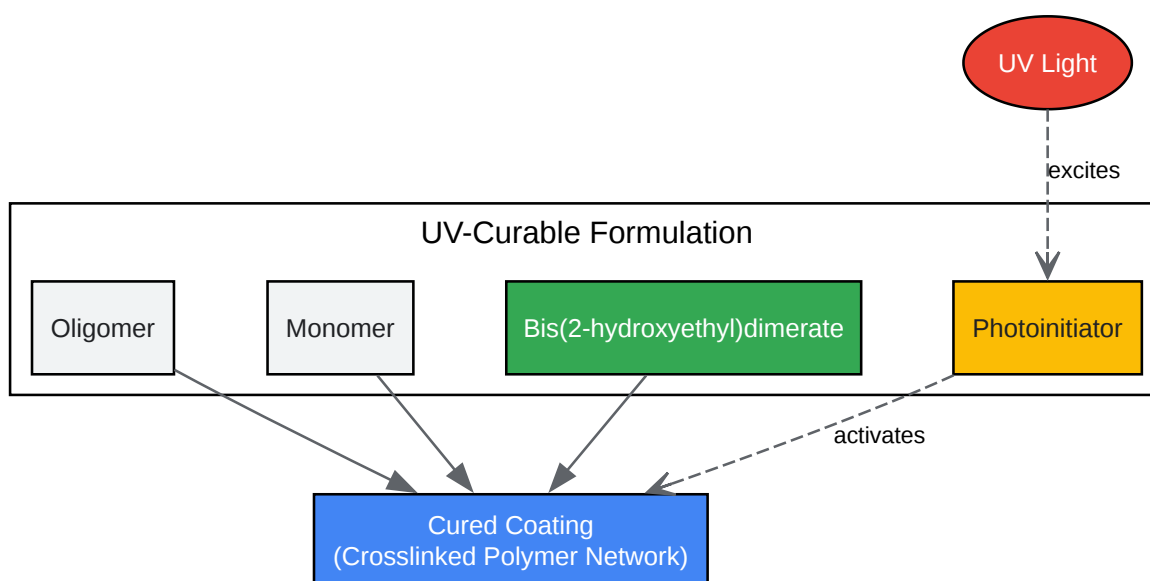 UV Light
excites
UV-Curable Formulation
Oligomer
Monomer
Bis(2-hydroxyethyl)dimerate
Photoinitiator
activates
Cured Coating
(Crosslinked Polymer Network)